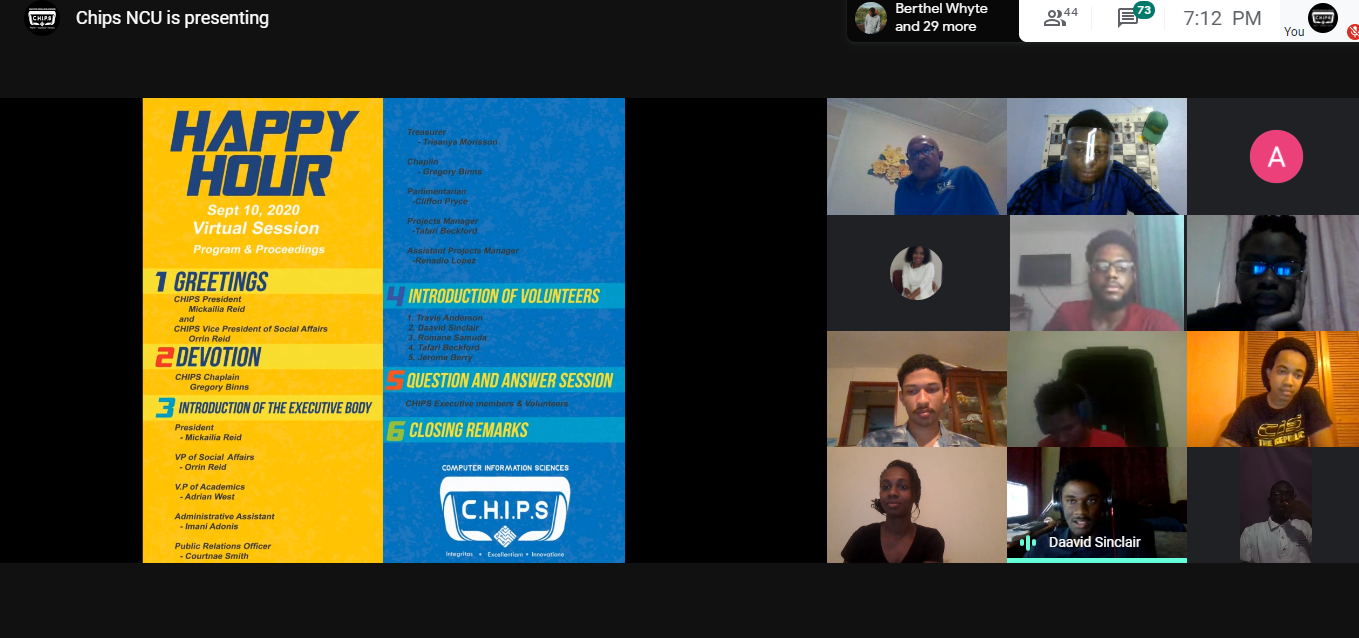 Chips NCU is presenting
Berthel Whyte
and 29 more
44
73
7:12 PM
You
HAPPY
HOUR
Sept 10, 2020
Virtual Session
Program & Proceedings
1 GREETINGS
CHIPS President
Mickailia Reid
and
CHIPS Vice President of Social Affairs
Orrin Reid
2 DEVOTION
CHIPS Chaplain
Gregory Binns
3 INTRODUCTION OF THE EXECUTIVE BODY
President
- Mickailia Reid
VP of Social Affairs
- Orrin Reid
V.P of Academics
- Adrian West
Administrative Assistant
- Imani Adonis
Public Relations Officer
- Courtnae Smith
Treasurer
- Trisanya Morisson
Chaplin
- Gregory Binns
Parlimentarian
-Cliffon Pryce
Projects Manager
-Tafari Beckford
Assistant Projects Manager
-Renadio Lopez
4 INTRODUCTION OF VOLUNTEERS
1. Travis Anderson
2. Daavid Sinclair
3. Romane Samuda
4. Tafari Beckford
5. Jerome Berry
5 QUESTION AND ANSWER SESSION
CHIPS Executive members & Volunteers
6 CLOSING REMARKS
COMPUTER INFORMATION SCIENCES
C.H.I.P.S
Integritas • Excellentiam • Innovatione
A
CIS
Daavid Sinclair